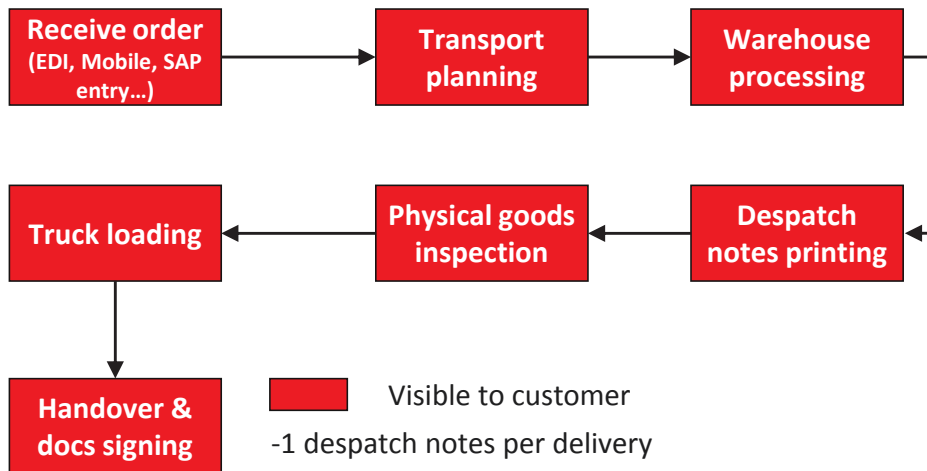 Receive order
(EDI, Mobile, SAP
entry…)
Transport
planning
Warehouse
processing
Truck loading
Physical goods
inspection
Despatch
notes printing
Handover &
docs signing
Visible to customer
-1 despatch notes per delivery